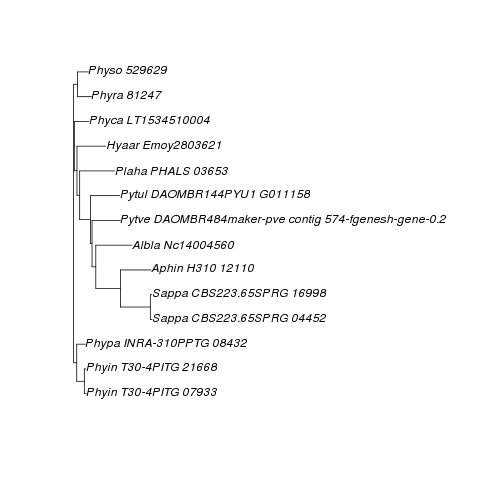 Physo 529629
Phyra 81247
Phyca LT1534510004
Hyaar Emoy2803621
Plaha PHALS 03653
Pytul DAOMBR144PYU1 G011158
Pytve DAOMBR484maker-pve contig 574-fgenesh-gene-0.2
Albla Nc14004560
Aphin H310 12110
Sappa CBS223.65SPRG 16998
Sappa CBS223.65SPRG 04452
Phypa INRA-310PPTG 08432
Phyin T30-4PITG 21668
Phyin T30-4PITG 07933